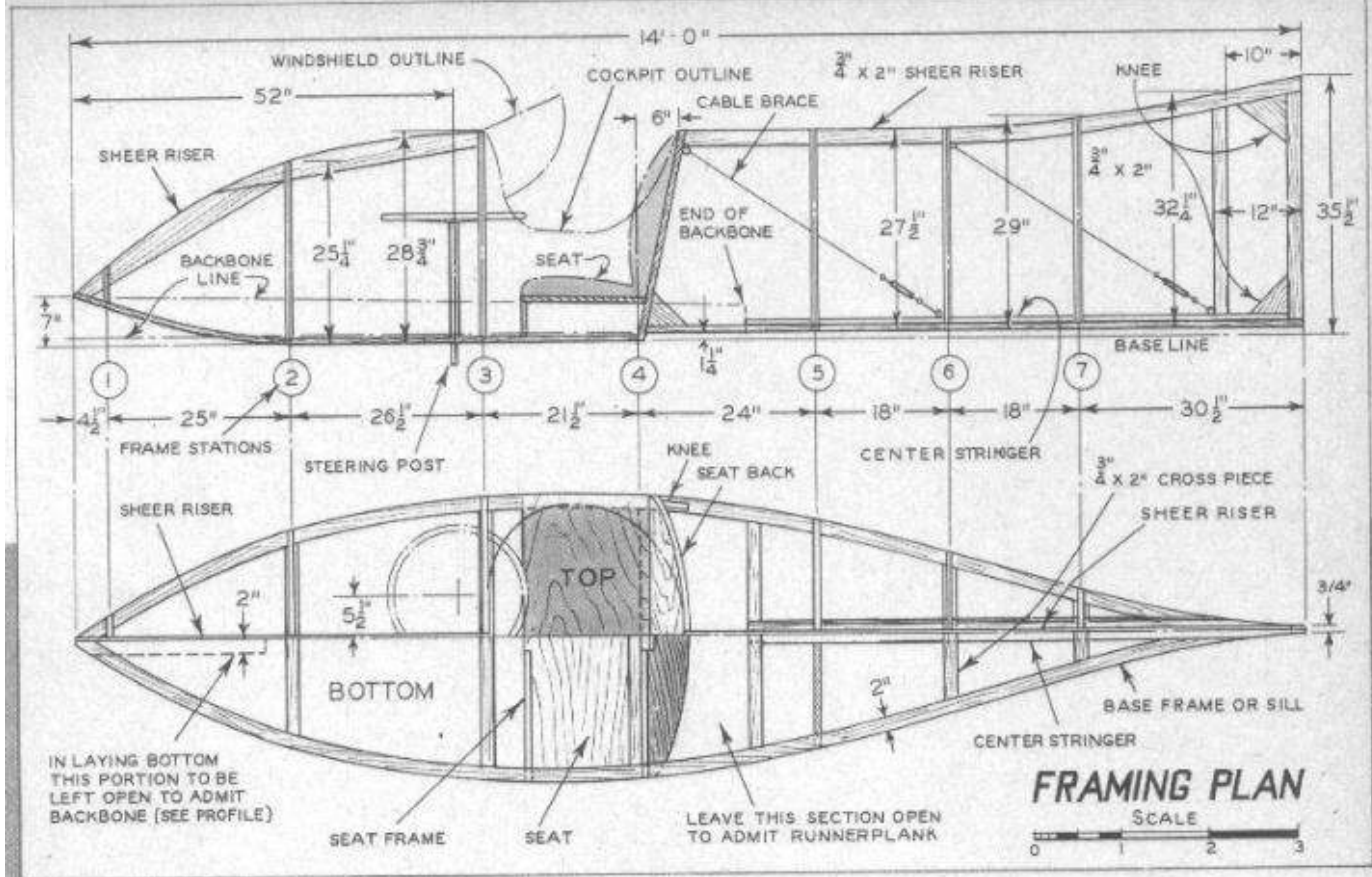 14'-0"
WINDSHIELD OUTLINE
COCKPIT OUTLINE
3/4" X 2" SHEER RISER
KNEE
10"
52"
6"
CABLE BRACE
SHEER RISER
3/4" X 2"
BACKBONE
LINE
25 1/4"
28 3/4"
SEAT
END OF
BACKBONE
27 1/2"
29"
32 1/4"
12"
35 1/2"
7"
1 1/4"
BASE LINE
1
2
3
4
5
6
7
4 1/2"
25"
26 1/2"
21 1/2"
24"
18"
18"
30 1/2"
FRAME STATIONS
STEERING POST
CENTER STRINGER
KNEE
SEAT BACK
3/4" X 2" CROSS PIECE
SHEER RISER
SHEER RISER
2"
5 1/2"
TOP
3/4"
BOTTOM
2"
BASE FRAME OR SILL
CENTER STRINGER
IN LAYING BOTTOM
THIS PORTION TO BE
LEFT OPEN TO ADMIT
BACKBONE (SEE PROFILE)
SEAT FRAME
SEAT
LEAVE THIS SECTION OPEN
TO ADMIT RUNNERPLANK
FRAMING PLAN
SCALE
0 1 2 3